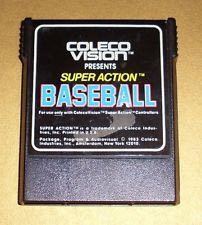 COLECO
VISION™
PRESENTS
SUPER ACTION™
BASEBALL
For use only with ColecoVision™ Super Action™ Controllers
SUPER ACTION™ is a trademark of Coleco Indus-
tries, Inc. Printed in U.S.A.
Package, Program & Audiovisual © 1983 Coleco
Industries, Inc., Amsterdam, New York 12010.